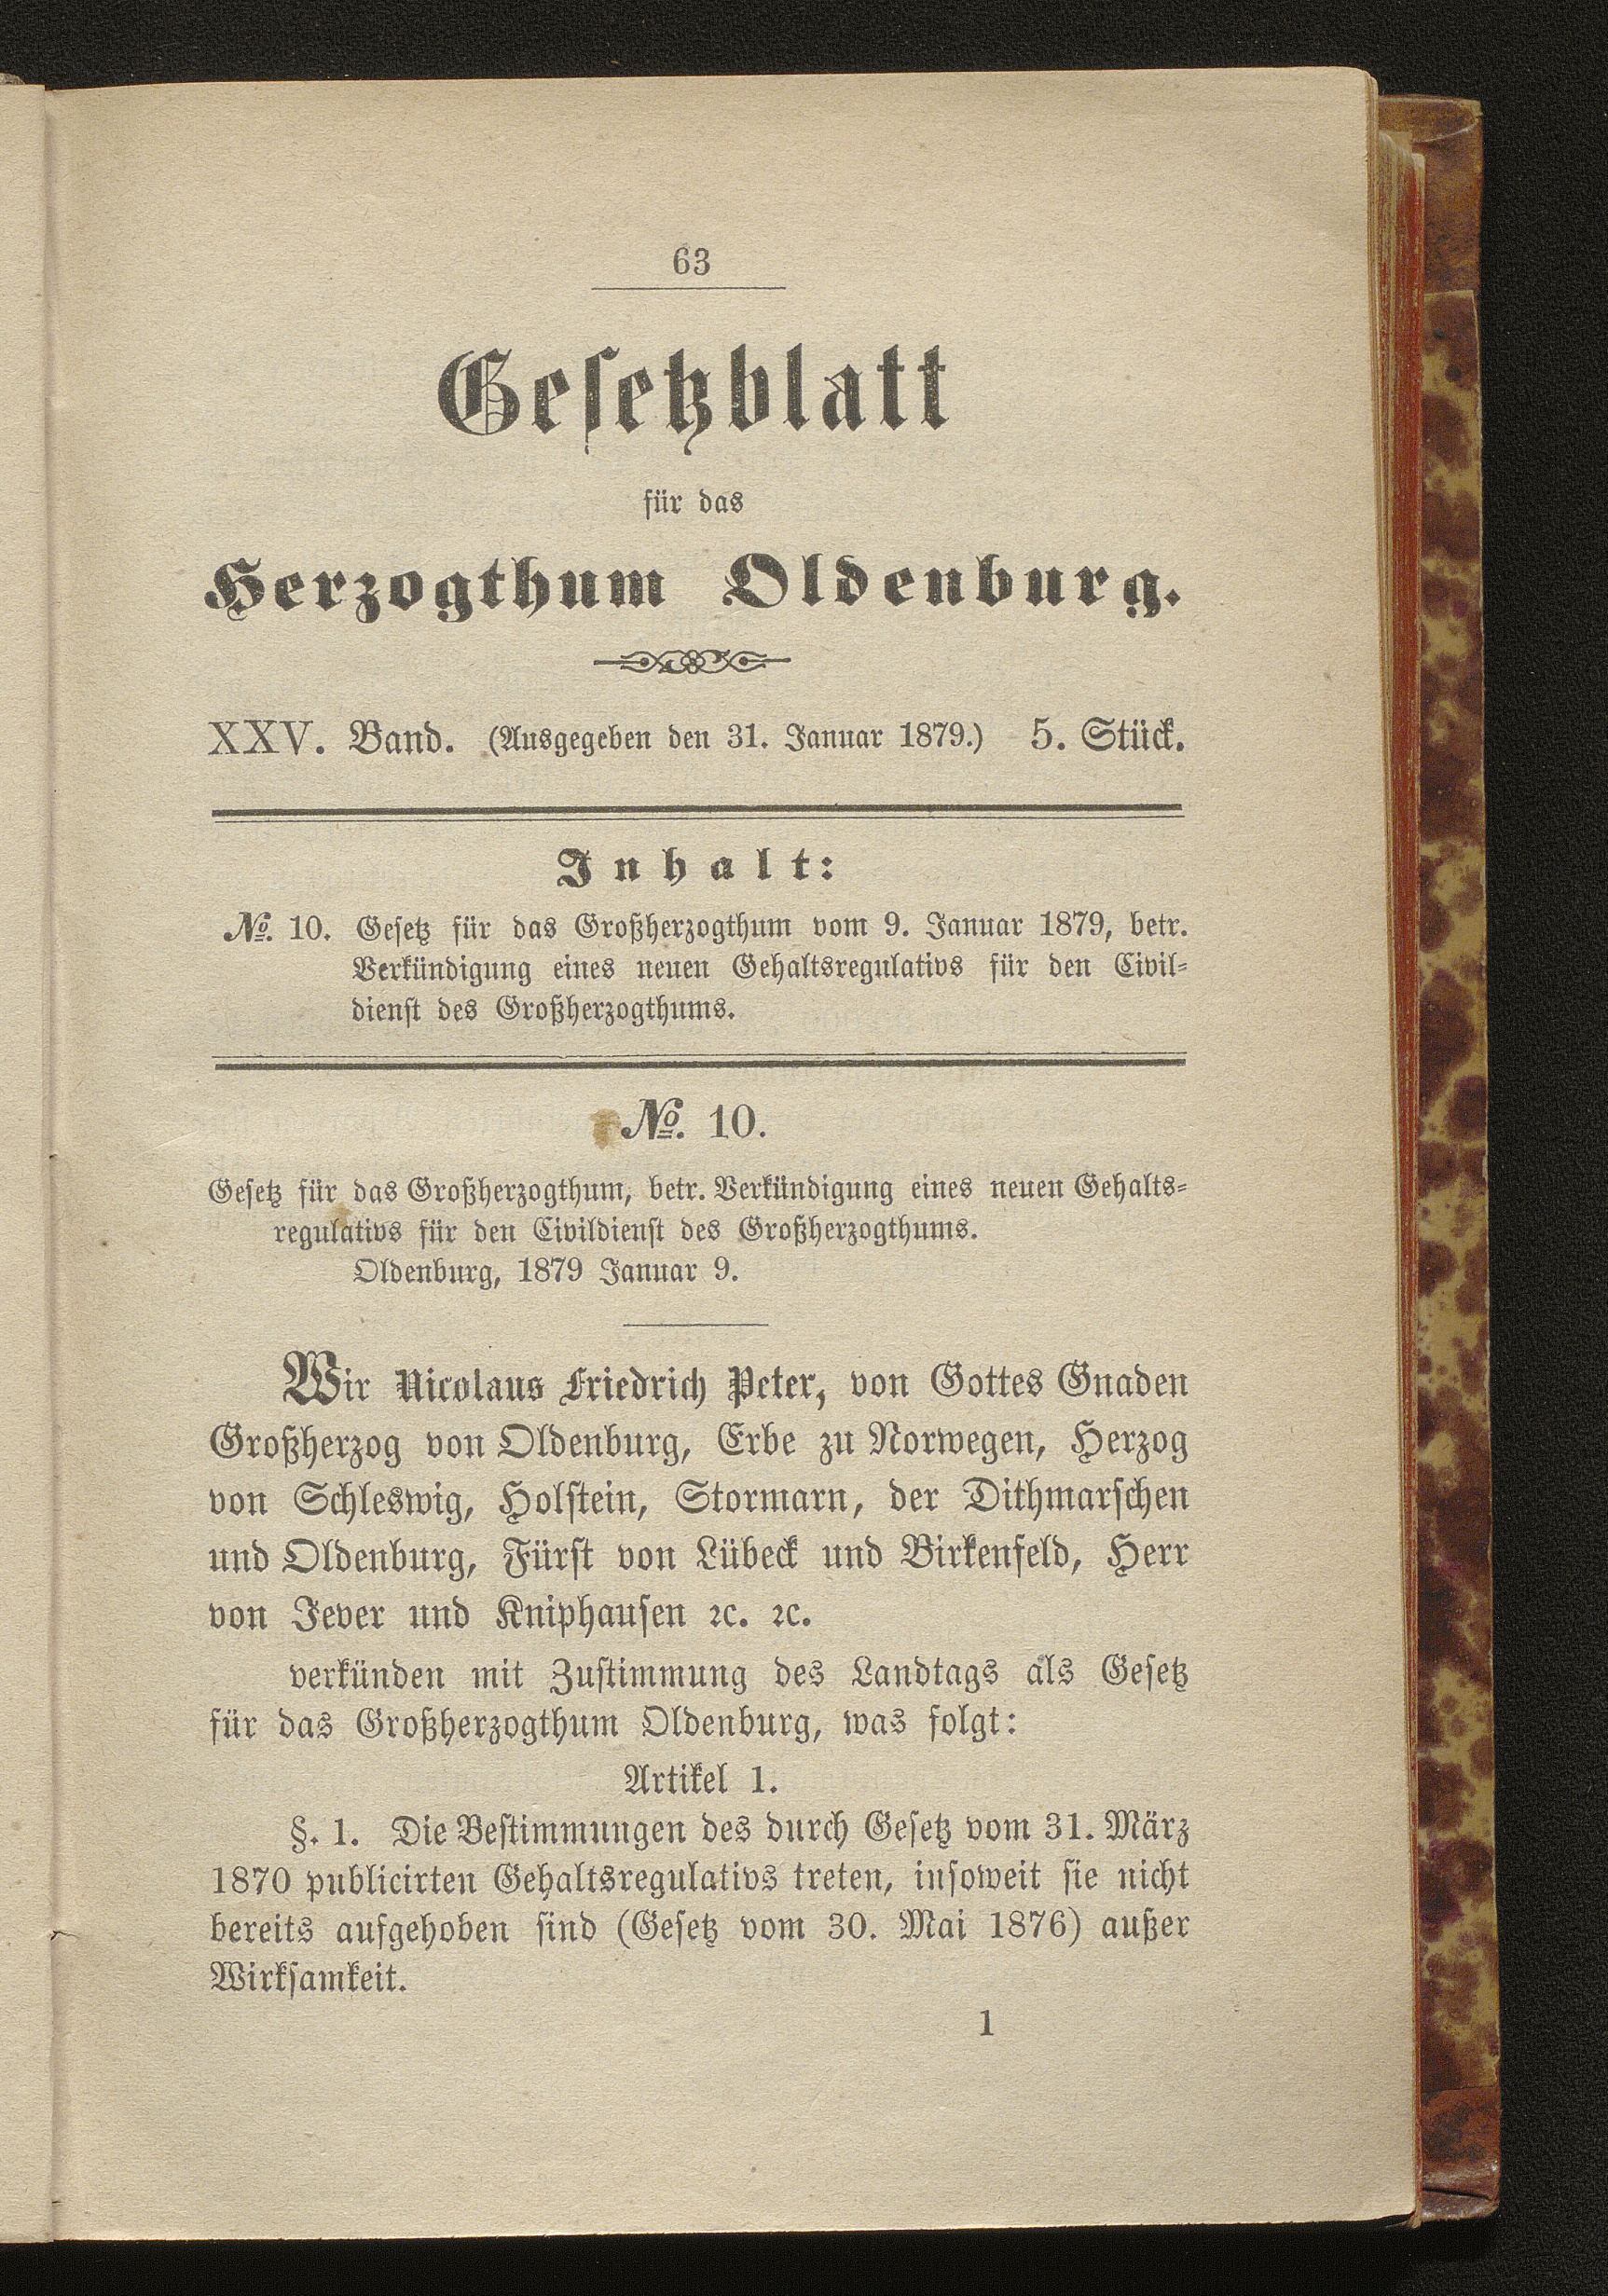 63
Gesetzblatt
für das
Herzogthum Oldenburg.
XXV. Band. (Ausgegeben den 31. Januar 1879.) 5. Stück.
Inhalt:
№. 10. Gesetz für das Großherzogthum vom 9. Januar 1879, betr.
Verkündigung eines neuen Gehaltsregulativs für den Civil-
dienst des Großherzogthums.
№. 10.
Gesetz für das Großherzogthum, betr. Verkündigung eines neuen Gehalts-
regulativs für den Civildienst des Großherzogthums.
Oldenburg, 1879 Januar 9.
Wir Nicolaus Friedrich Peter, von Gottes Gnaden
Großherzog von Oldenburg, Erbe zu Norwegen, Herzog
von Schleswig, Holstein, Stormarn, der Dithmarschen
und Oldenburg, Fürst von Lübeck und Birkenfeld, Herr
von Jever und Kniphausen ꝛc. ꝛc.
verkünden mit Zustimmung des Landtags als Gesetz
für das Großherzogthum Oldenburg, was folgt:
Artikel 1.
§. 1. Die Bestimmungen des durch Gesetz vom 31. März
1870 publicirten Gehaltsregulativs treten, insoweit sie nicht
bereits aufgehoben sind (Gesetz vom 30. Mai 1876) außer
Wirksamkeit.
1